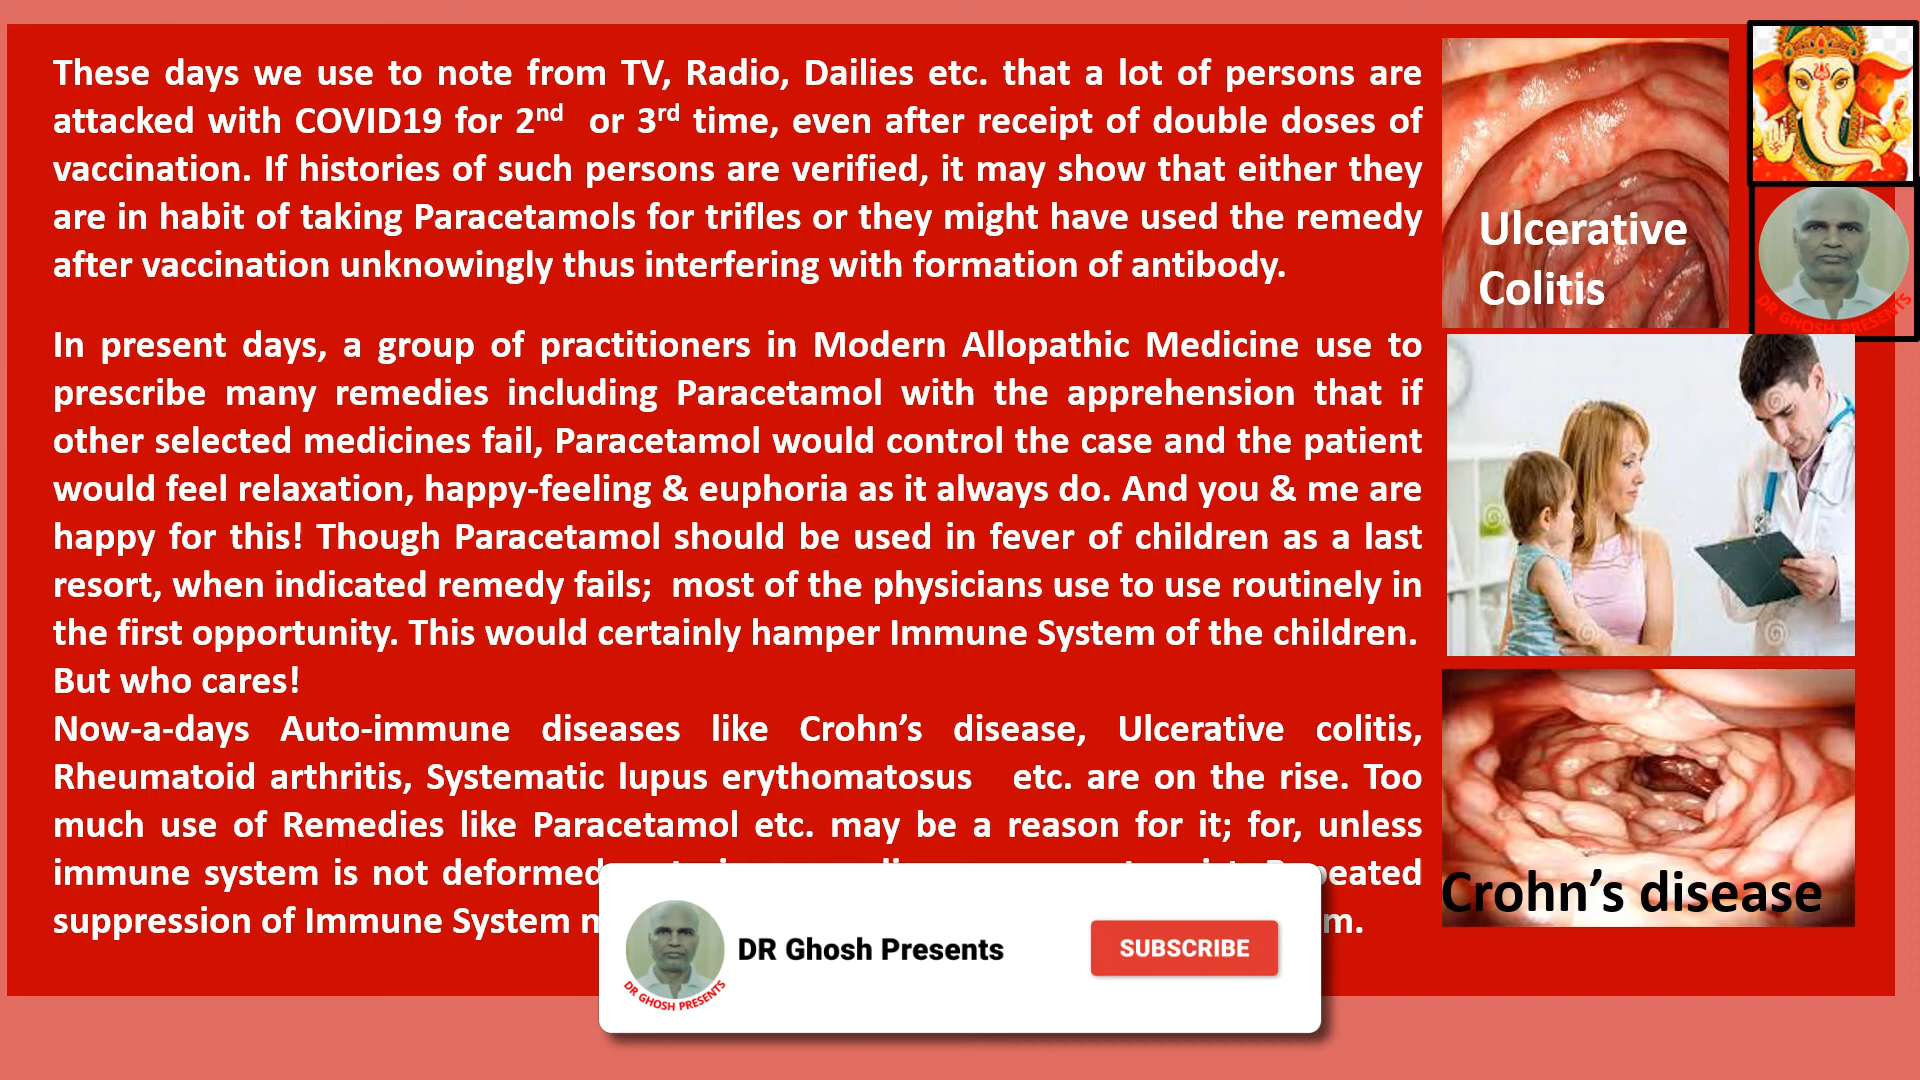 These days we use to note from TV, Radio, Dailies etc. that a lot of persons are
attacked with COVID19 for 2nd or 3rd time, even after receipt of double doses of
vaccination. If histories of such persons are verified, it may show that either they
are in habit of taking Paracetamols for trifles or they might have used the remedy
after vaccination unknowingly thus interfering with formation of antibody.
In present days, a group of practitioners in Modern Allopathic Medicine use to
prescribe many remedies including Paracetamol with the apprehension that if
other selected medicines fail, Paracetamol would control the case and the patient
would feel relaxation, happy-feeling & euphoria as it always do. And you & me are
happy for this! Though Paracetamol should be used in fever of children as a last
resort, when indicated remedy fails; most of the physicians use to use routinely in
the first opportunity. This would certainly hamper Immune System of the children.
But who cares!
Now-a-days Auto-immune diseases like Crohn’s disease, Ulcerative colitis,
Rheumatoid arthritis, Systematic lupus erythomatosus etc. are on the rise. Too
much use of Remedies like Paracetamol etc. may be a reason for it; for, unless
immune system is not deformed
suppression of Immune System
Ulcerative
Colitis
DR GHOSH PRESENTS
Crohn’s disease
DR GHOSH PRESENTS
DR Ghosh Presents
SUBSCRIBE